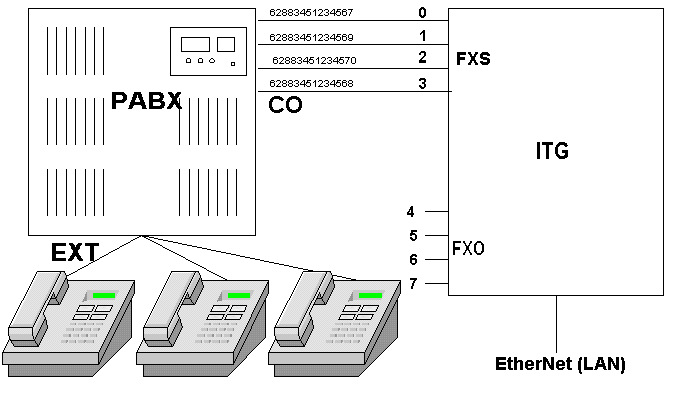 62883451234567 0
62883451234569 1
62883451234570 2
FXS
62883451234568 3
PABX
CO
ITG
4
5
EXT
FXO
6
7
EtherNet (LAN)